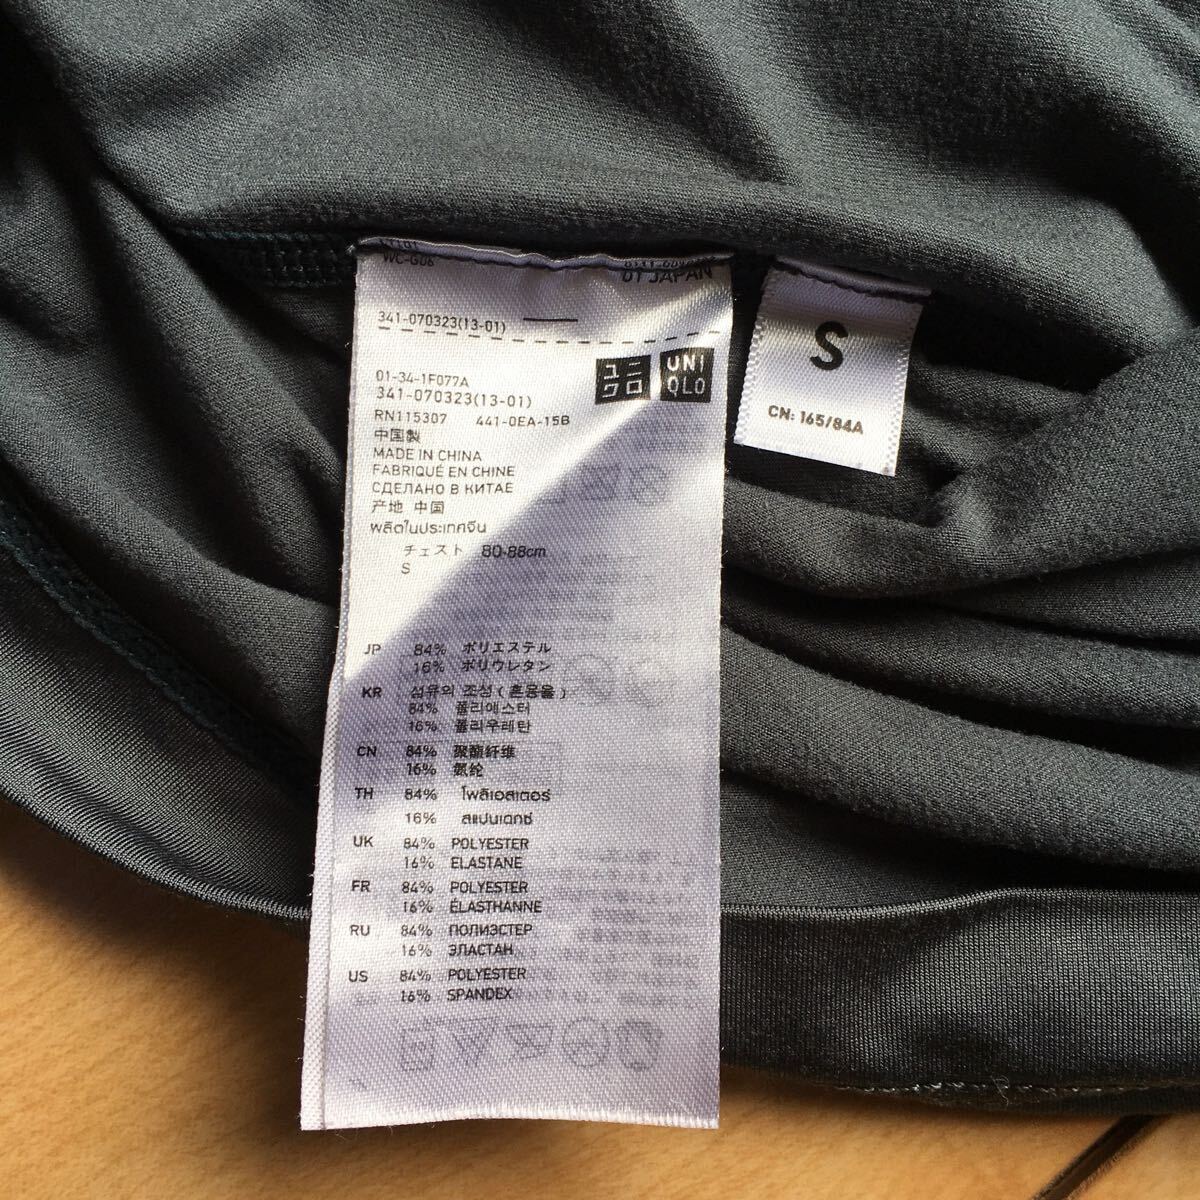 WC-G06
01 JAPAN
341-070323(13-01)
ユニ
クロ
UNI
QLO
01-34-1F077A
341-070323(13-01)
RN115307 441-0EA-15B
中国製
MADE IN CHINA
FABRIQUÉ EN CHINE
СДЕЛАНО В КИТАЕ
产地 中国
ผลิตในประเทศจีน
チェスト 80-88cm
S
JP 84% ポリエステル
16% ポリウレタン
KR 섬유의 조성 ( 혼용율 )
84% 폴리에스터
16% 폴리우레탄
CN 84% 聚酯纤维
16% 氨纶
TH 84% โพลีเอสเตอร์
16% สแปนเดกซ์
UK 84% POLYESTER
16% ELASTANE
FR 84% POLYESTER
16% ÉLASTHANNE
RU 84% ПОЛИЭСТЕР
16% ЭЛАСТАН
US 84% POLYESTER
16% SPANDEX
S
CN: 165/84A